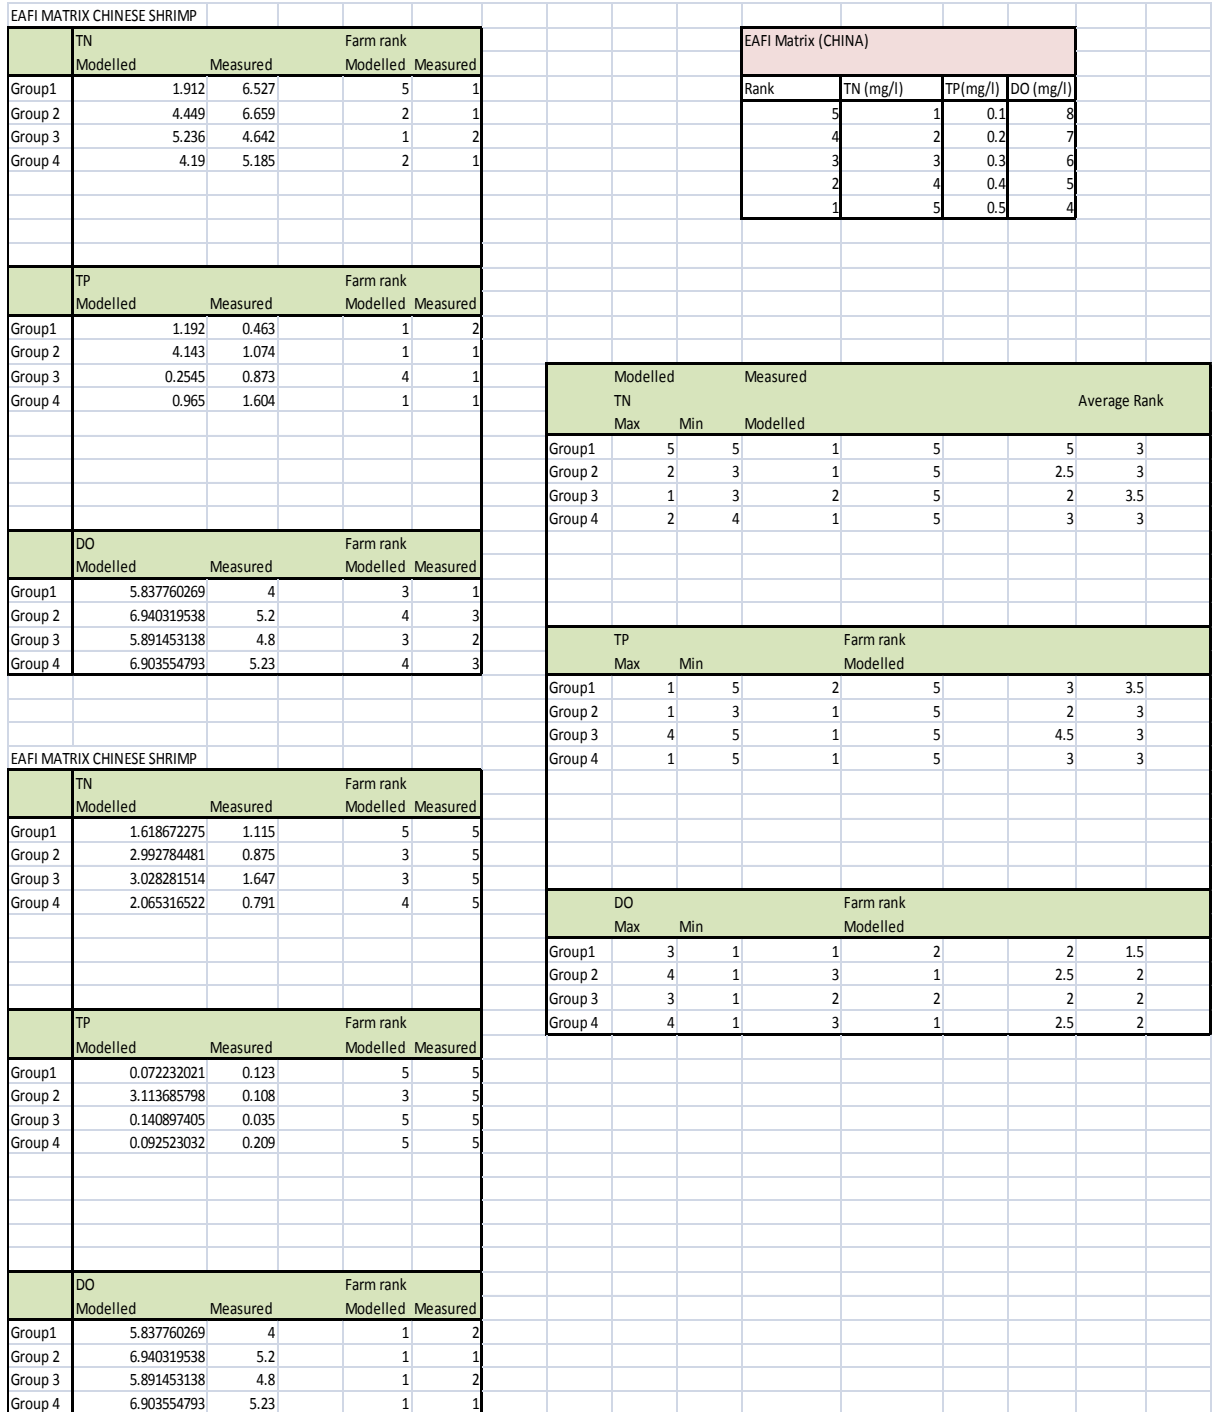 EAFI MATRIX CHINESE SHRIMP
TN Farm rank
Modelled Measured Modelled Measured
Group1 1.912 6.527 5 1
Group 2 4.449 6.659 2 1
Group 3 5.236 4.642 1 2
Group 4 4.19 5.185 2 1
TP Farm rank
Modelled Measured Modelled Measured
Group1 1.192 0.463 1 2
Group 2 4.143 1.074 1 1
Group 3 0.2545 0.873 4 1
Group 4 0.965 1.604 1 1
DO Farm rank
Modelled Measured Modelled Measured
Group1 5.837760269 4 3 1
Group 2 6.940319538 5.2 4 3
Group 3 5.891453138 4.8 3 2
Group 4 6.903554793 5.23 4 3
EAFI MATRIX CHINESE SHRIMP
TN Farm rank
Modelled Measured Modelled Measured
Group1 1.618672275 1.115 5 5
Group 2 2.992784481 0.875 3 5
Group 3 3.028281514 1.647 3 5
Group 4 2.065316522 0.791 4 5
TP Farm rank
Modelled Measured Modelled Measured
Group1 0.072232021 0.123 5 5
Group 2 3.113685798 0.108 3 5
Group 3 0.140897405 0.035 5 5
Group 4 0.092523032 0.209 5 5
DO Farm rank
Modelled Measured Modelled Measured
Group1 5.837760269 4 1 2
Group 2 6.940319538 5.2 1 1
Group 3 5.891453138 4.8 1 2
Group 4 6.903554793 5.23 1 1
EAFI Matrix (CHINA)
Rank TN (mg/l) TP(mg/l) DO (mg/l)
5 1 0.1 8
4 2 0.2 7
3 3 0.3 6
2 4 0.4 5
1 5 0.5 4
Modelled Measured
TN Average Rank
Max Min Modelled
Group1 5 5 1 5 5 3
Group 2 2 3 1 5 2.5 3
Group 3 1 3 2 5 2 3.5
Group 4 2 4 1 5 3 3
TP Farm rank
Max Min Modelled
Group1 1 5 2 5 3 3.5
Group 2 1 3 1 5 2 3
Group 3 4 5 1 5 4.5 3
Group 4 1 5 1 5 3 3
DO Farm rank
Max Min Modelled
Group1 3 1 1 2 2 1.5
Group 2 4 1 3 1 2.5 2
Group 3 3 1 2 2 2 2
Group 4 4 1 3 1 2.5 2